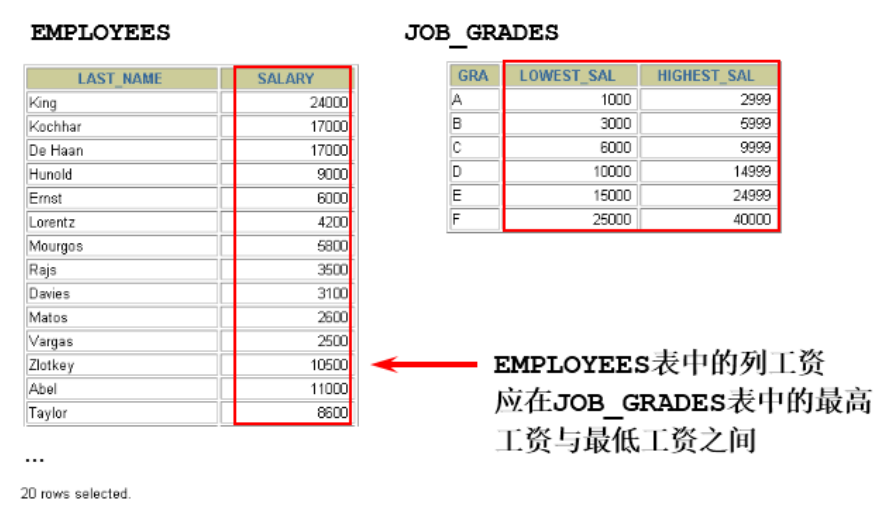 EMPLOYEES
LAST_NAME SALARY
King 24000
Kochhar 17000
De Haan 17000
Hunold 9000
Ernst 6000
Lorentz 4200
Mourgos 5800
Rajs 3500
Davies 3100
Matos 2600
Vargas 2500
Zlotkey 10500
Abel 11000
Taylor 8600
...
20 rows selected.
JOB_GRADES
GRA LOWEST_SAL HIGHEST_SAL
A 1000 2999
B 3000 5999
C 6000 9999
D 10000 14999
E 15000 24999
F 25000 40000
EMPLOYEES表中的列工资
应在JOB_GRADES表中的最高
工资与最低工资之间